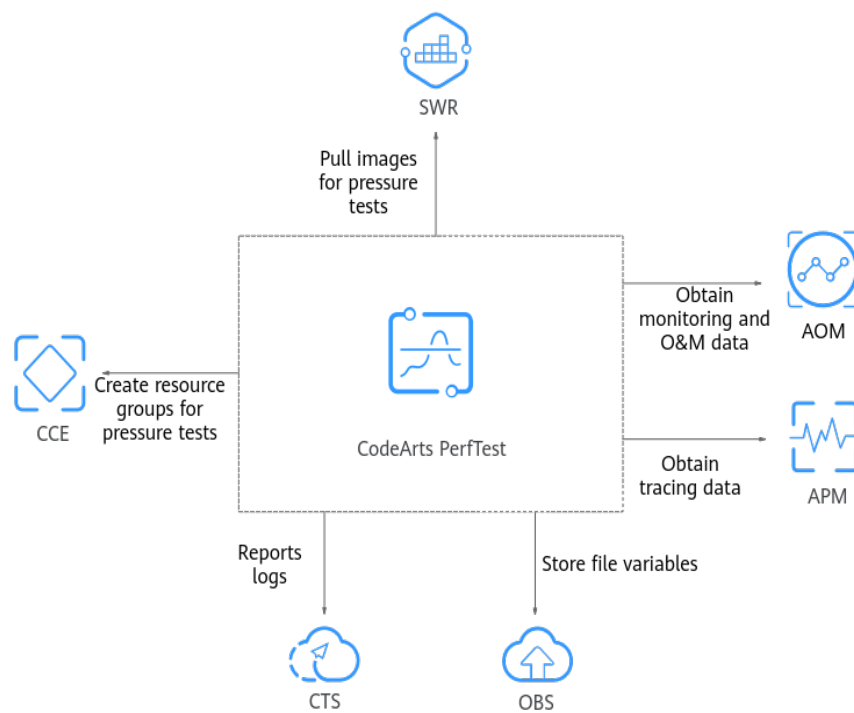 SWR
Pull images
for pressure
tests
Obtain
monitoring and
O&M data
AOM
Create resource
groups for
pressure tests
CCE
CodeArts PerfTest
Obtain
tracing data
APM
Reports
logs
Store file variables
CTS
OBS